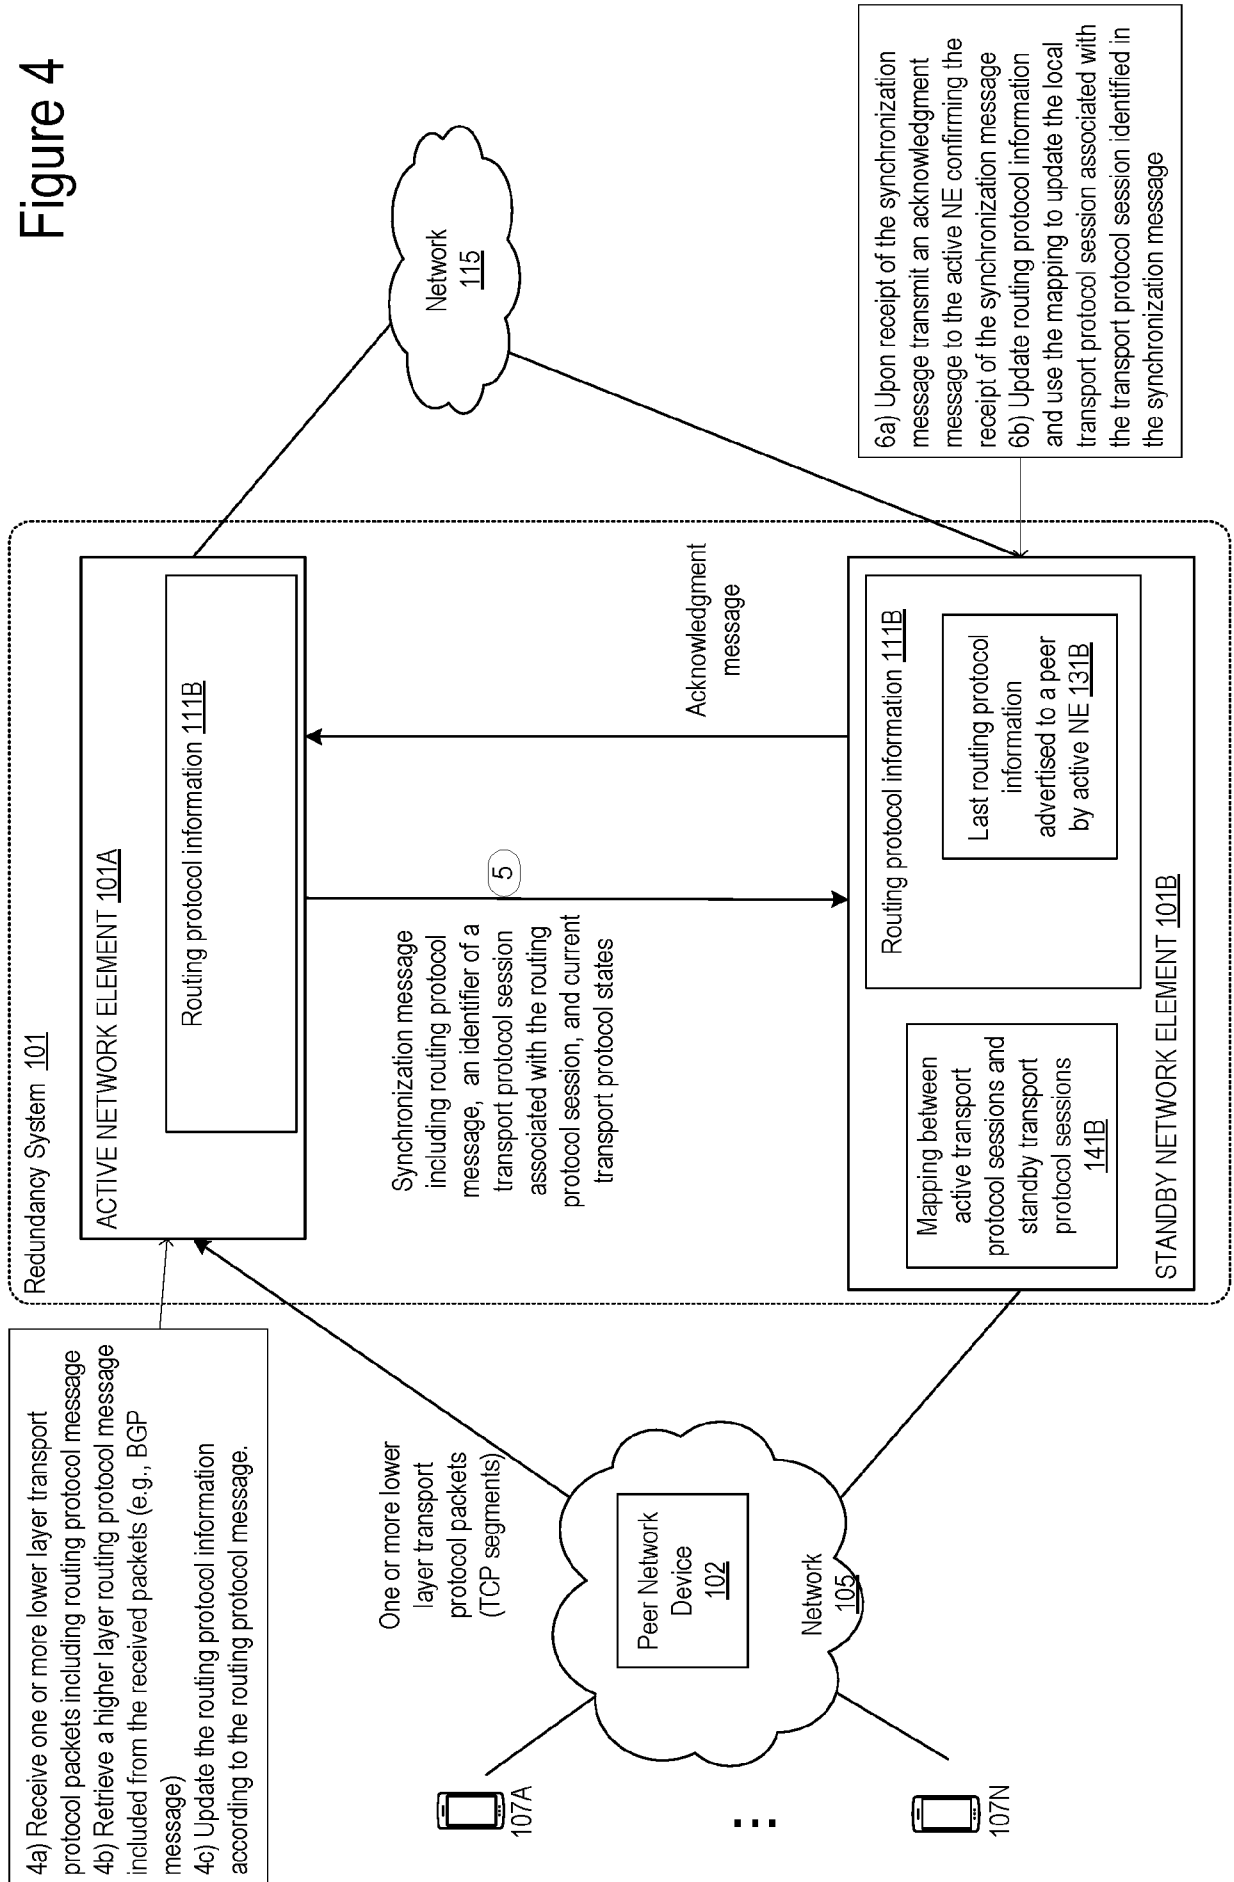 Figure 4
4a) Receive one or more lower layer transport
protocol packets including routing protocol message
4b) Retrieve a higher layer routing protocol message
included from the received packets (e.g., BGP
message)
4c) Update the routing protocol information
according to the routing protocol message.
Redundancy System 101
ACTIVE NETWORK ELEMENT 101A
Routing protocol information 111B
Network
115
One or more lower
layer transport
protocol packets
(TCP segments)
Synchronization message
including routing protocol
message, an identifier of a
transport protocol session
associated with the routing
protocol session, and current
transport protocol states
5
Acknowledgment
message
107A
...
107N
Peer Network
Device
102
Network
105
Mapping between
active transport
protocol sessions and
standby transport
protocol sessions
141B
Routing protocol information 111B
Last routing protocol
information
advertised to a peer
by active NE 131B
STANDBY NETWORK ELEMENT 101B
6a) Upon receipt of the synchronization
message transmit an acknowledgment
message to the active NE confirming the
receipt of the synchronization message
6b) Update routing protocol information
and use the mapping to update the local
transport protocol session associated with
the transport protocol session identified in
the synchronization message